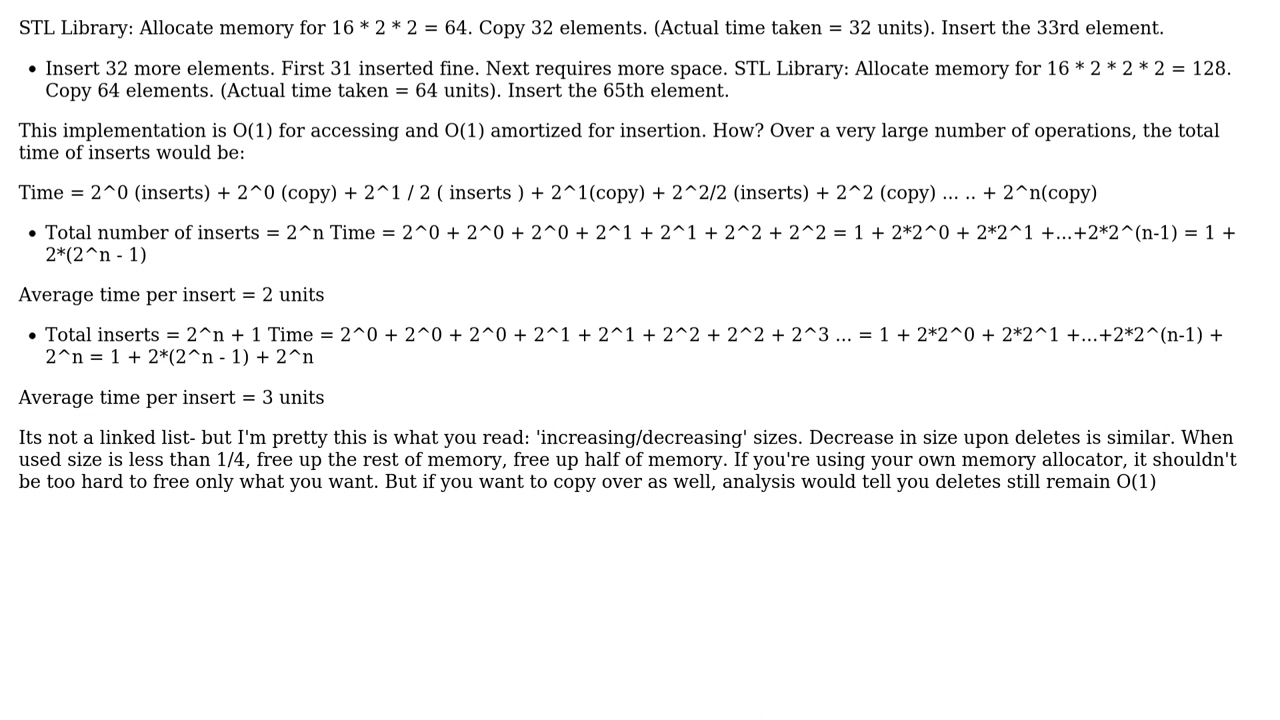 STL Library: Allocate memory for 16 * 2 * 2 = 64. Copy 32 elements. (Actual time taken = 32 units). Insert the 33rd element.
• Insert 32 more elements. First 31 inserted fine. Next requires more space. STL Library: Allocate memory for 16 * 2 * 2 * 2 = 128.
Copy 64 elements. (Actual time taken = 64 units). Insert the 65th element.
This implementation is O(1) for accessing and O(1) amortized for insertion. How? Over a very large number of operations, the total
time of inserts would be:
Time = 2^0 (inserts) + 2^0 (copy) + 2^1 / 2 ( inserts ) + 2^1(copy) + 2^2/2 (inserts) + 2^2 (copy) ... .. + 2^n(copy)
• Total number of inserts = 2^n Time = 2^0 + 2^0 + 2^0 + 2^1 + 2^1 + 2^2 + 2^2 = 1 + 2*2^0 + 2*2^1 +...+2*2^(n-1) = 1 +
2*(2^n - 1)
Average time per insert = 2 units
• Total inserts = 2^n + 1 Time = 2^0 + 2^0 + 2^0 + 2^1 + 2^1 + 2^2 + 2^2 + 2^3 ... = 1 + 2*2^0 + 2*2^1 +...+2*2^(n-1) +
2^n = 1 + 2*(2^n - 1) + 2^n
Average time per insert = 3 units
Its not a linked list- but I'm pretty this is what you read: 'increasing/decreasing' sizes. Decrease in size upon deletes is similar. When
used size is less than 1/4, free up the rest of memory, free up half of memory. If you're using your own memory allocator, it shouldn't
be too hard to free only what you want. But if you want to copy over as well, analysis would tell you deletes still remain O(1)